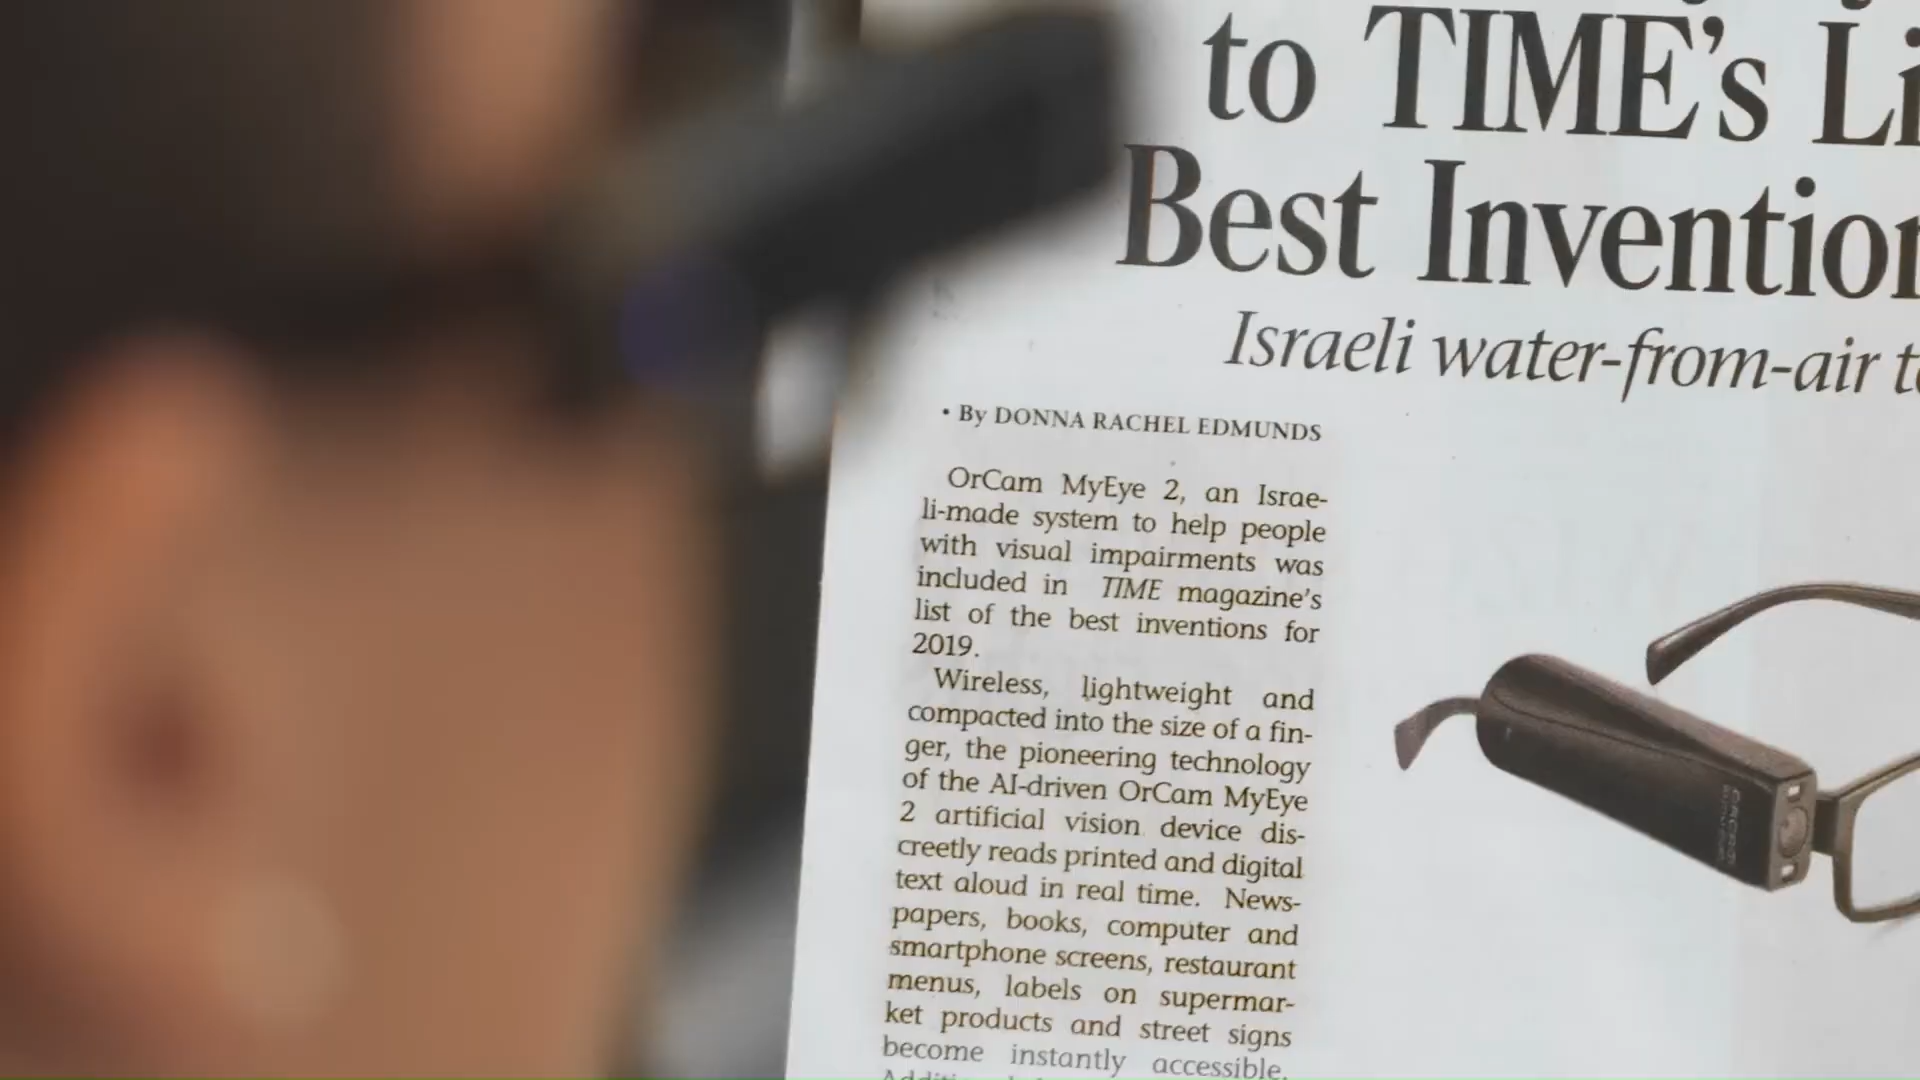 to TIME's
Best
Israeli water-from-air
• By DONNA RACHEL EDMUNDS
OrCam MyEye 2, an Israe-
li-made system to help people
with visual impairments was
included in TIME magazine's
list of the best inventions for
2019.
Wireless, lightweight and
compacted into the size of a fin-
ger, the pioneering technology
of the AI-driven OrCam MyEye
2 artificial vision device dis-
creetly reads printed and digital
text aloud in real time. News-
papers, books, computer and
smartphone screens, restaurant
menus, labels on supermar-
ket products and street signs
become instantly accessible.